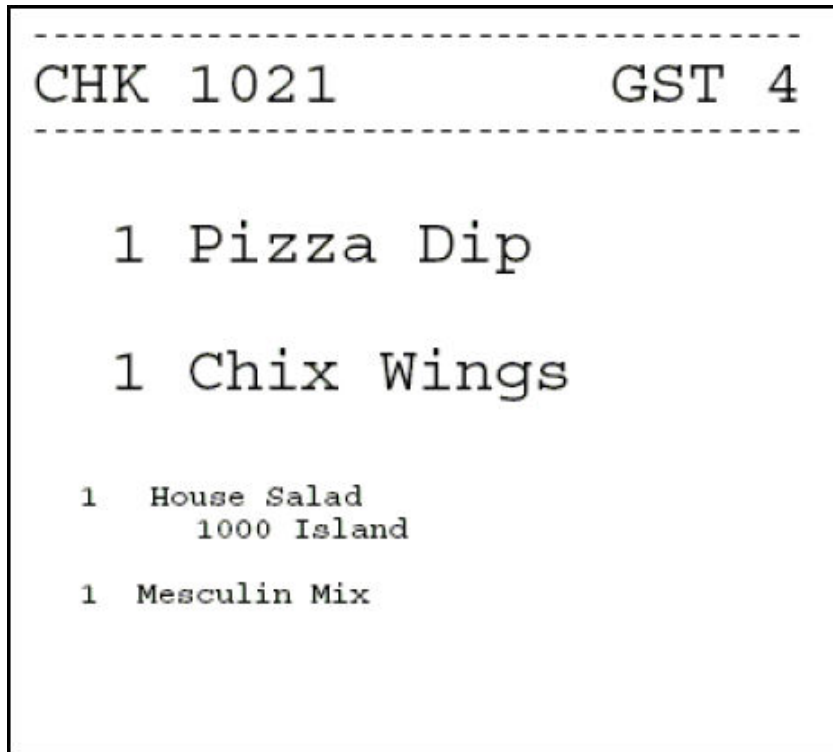 CHK 1021 GST 4
1 Pizza Dip
1 Chix Wings
1 House Salad
1000 Island
1 Mesculin Mix